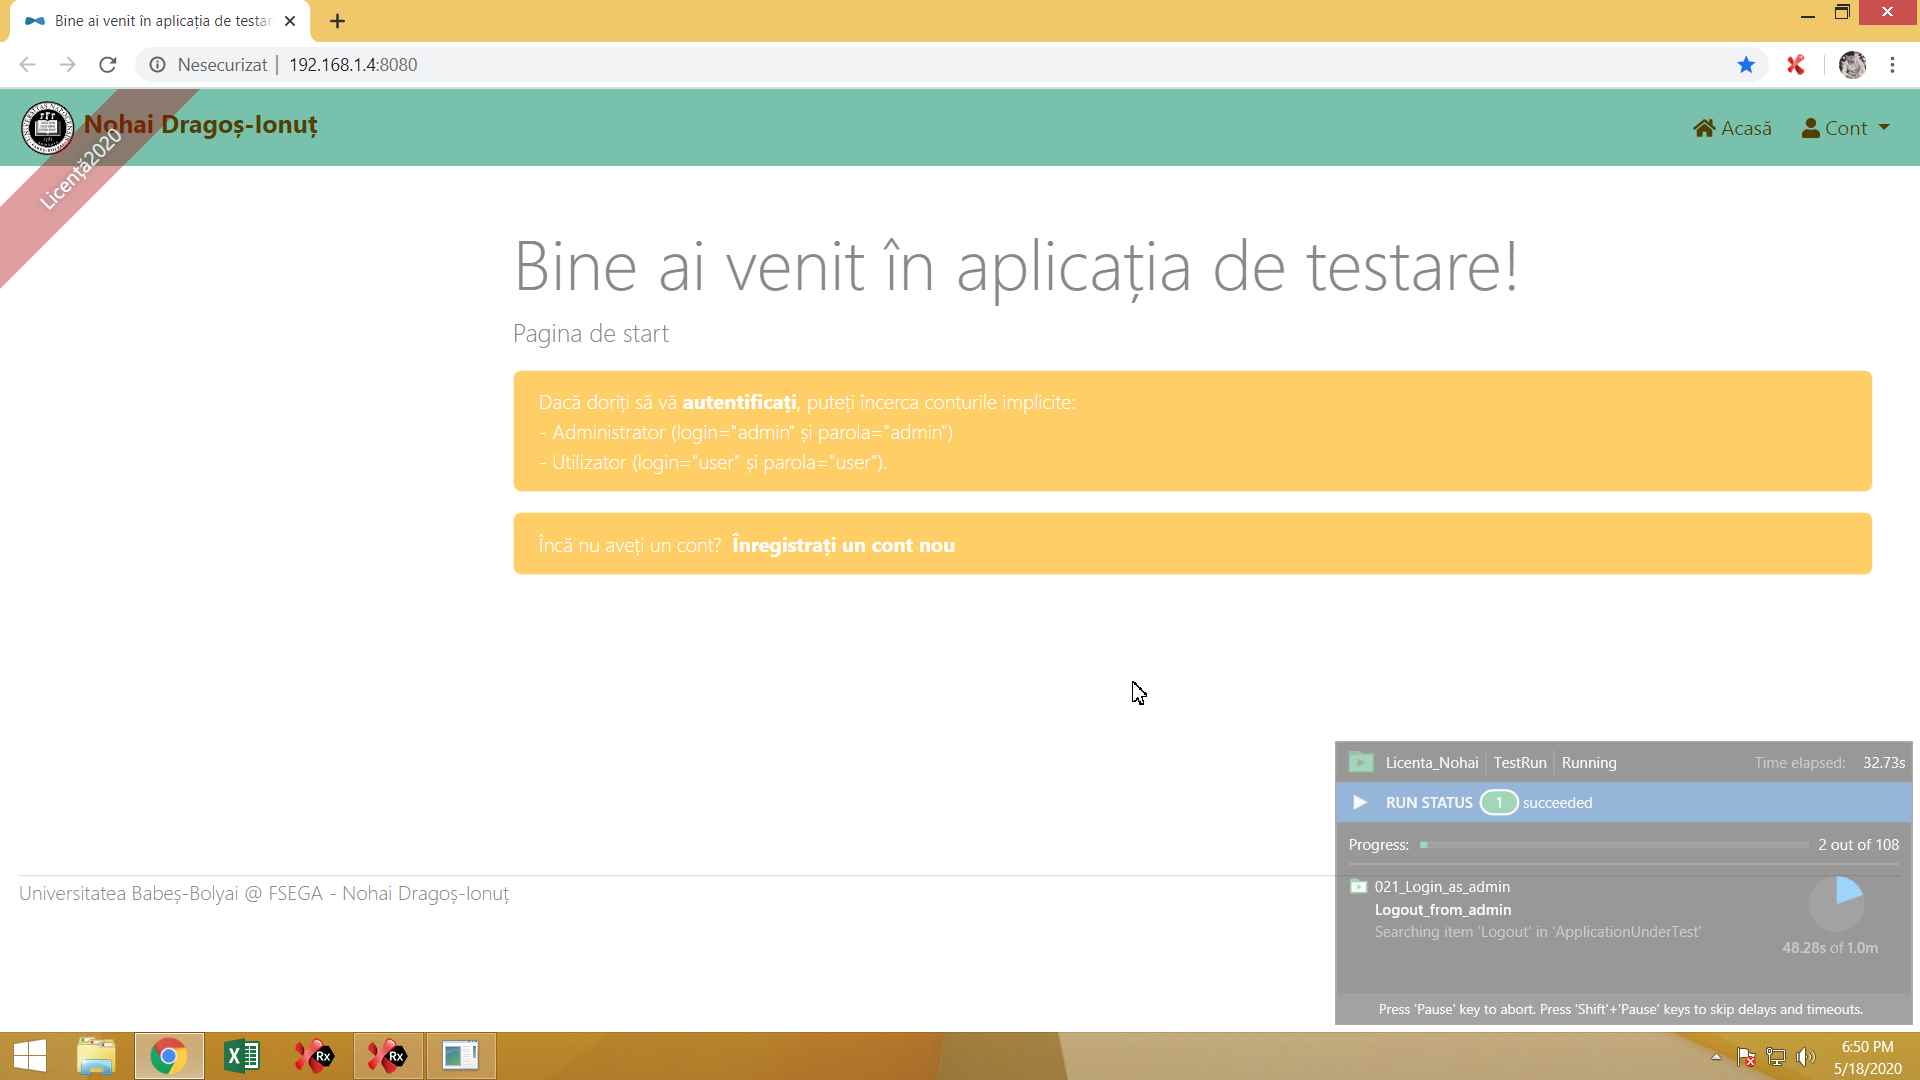 Bine ai venit în aplicația de testar
Nesecurizat | 192.168.1.4:8080
Nohai Dragoș-Ionuț
Acasă
Cont
Licență2020
Bine ai venit în aplicația de testare!
Pagina de start
Dacă doriți să vă autentificați, puteți încerca conturile implicite:
- Administrator (login="admin" și parola="admin")
- Utilizator (login="user" și parola="user").
Încă nu aveți un cont? Înregistrați un cont nou
Licenta_Nohai | TestRun | Running Time elapsed: 32.73s
RUN STATUS 1 succeeded
Progress: 2 out of 108
021_Login_as_admin
Logout_from_admin
Searching item 'Logout' in 'ApplicationUnderTest'
48.28s of 1.0m
Press 'Pause' key to abort. Press 'Shift'+'Pause' keys to skip delays and timeouts.
Universitatea Babeș-Bolyai @ FSEGA - Nohai Dragoș-Ionuț
Rx
Rx
6:50 PM
5/18/2020